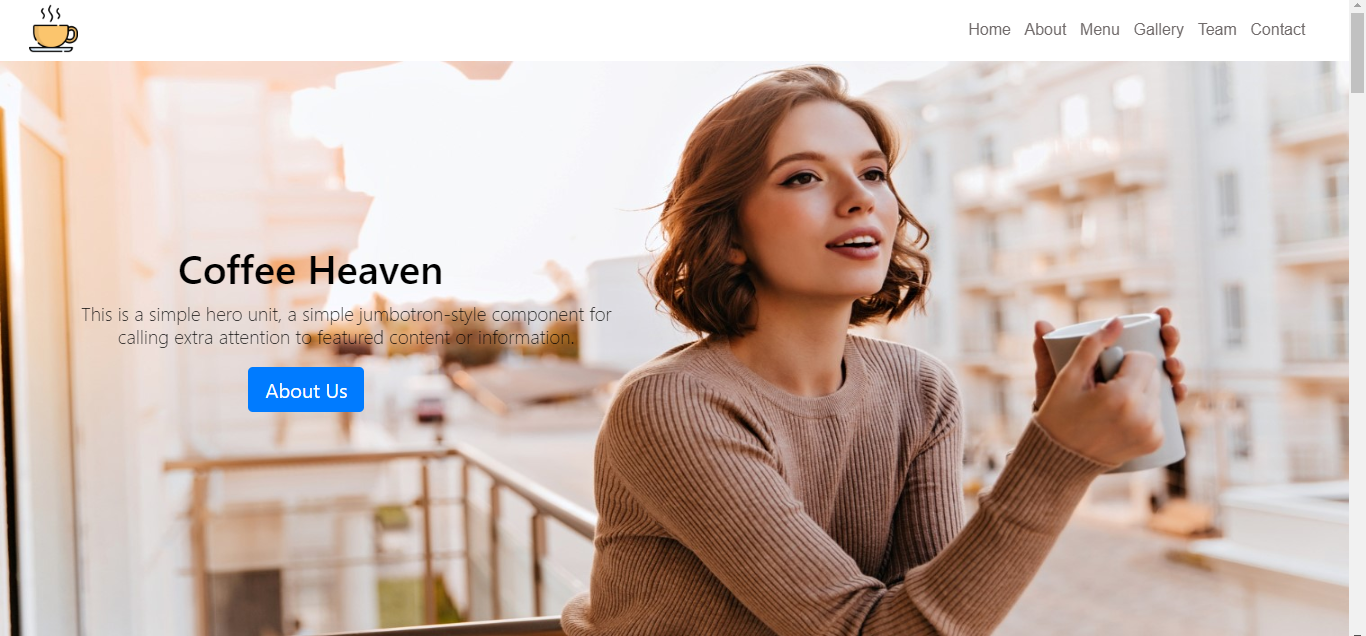 Home About Menu Gallery Team Contact
Coffee Heaven
This is a simple hero unit, a simple jumbotron-style component for
calling extra attention to featured content or information.
About Us